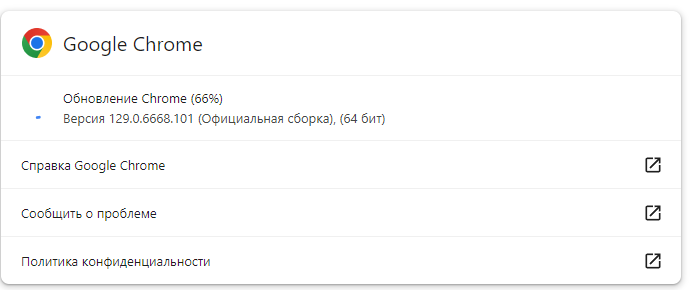 Google Chrome
Обновление Chrome (66%)
Версия 129.0.6668.101 (Официальная сборка), (64 бит)
Справка Google Chrome
Сообщить о проблеме
Политика конфиденциальности